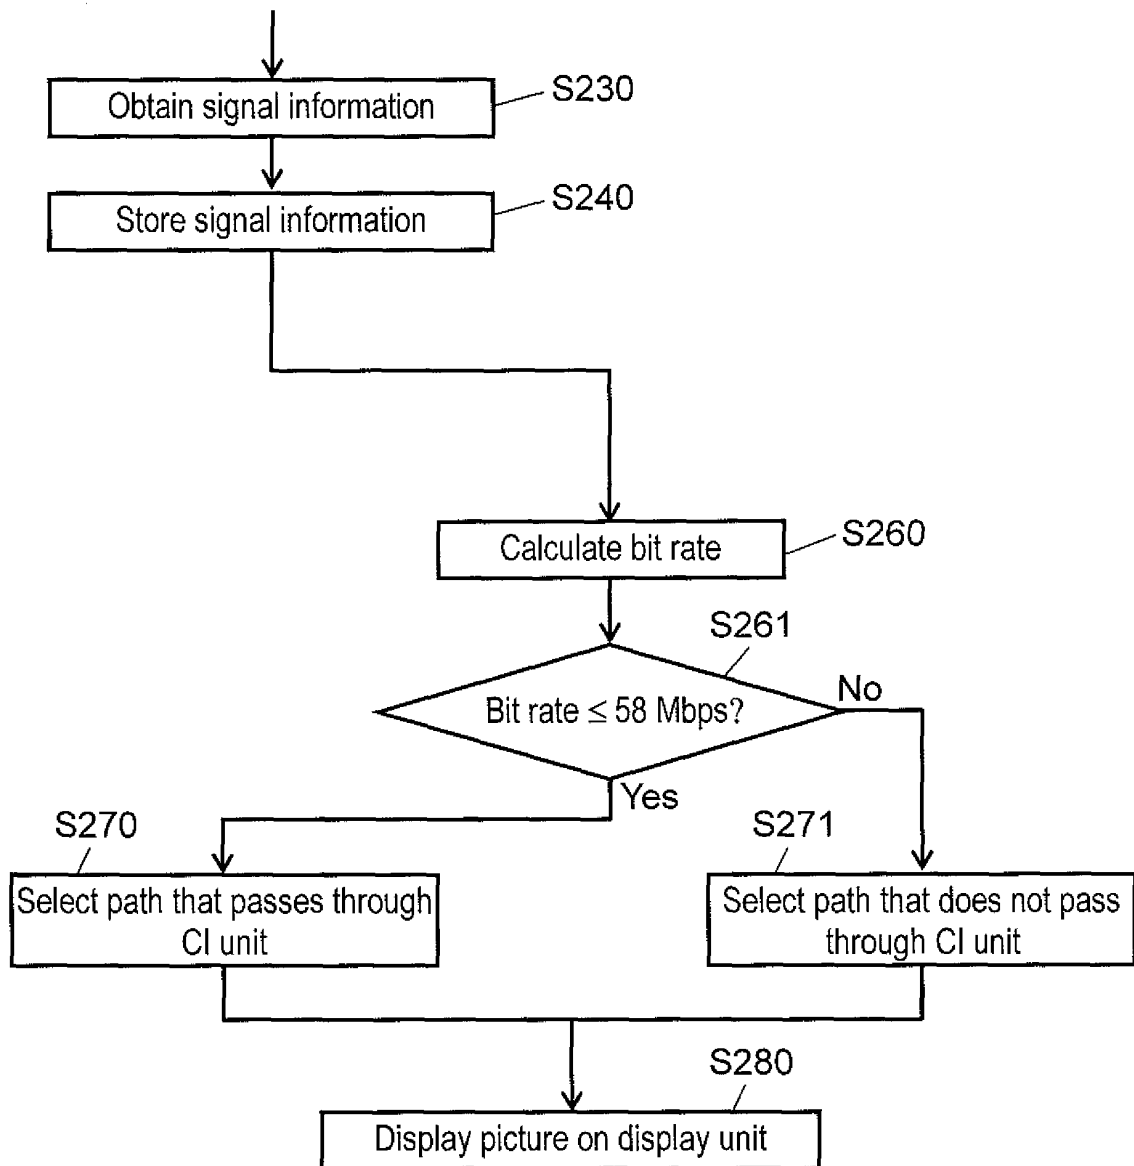 Obtain signal information
S230
Store signal information
S240
Calculate bit rate
S260
S261
Bit rate ≤ 58 Mbps?
No
Yes
S270
Select path that passes through
CI unit
S271
Select path that does not pass
through CI unit
S280
Display picture on display unit